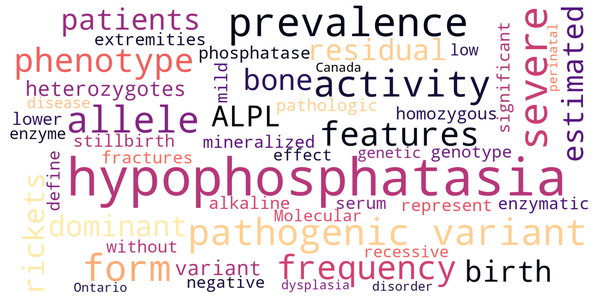 patients
prevalence
extremities
phenotype
phosphatase
residual
low
severe
perinatal
estimated
significant
Canada
heterozygotes
mild
bone
activity
disease
pathologic
lower
allele
ALPL
homozygous
enzyme
features
stillbirth
mineralized
fractures
effect
genetic
genotype
define
hypophosphatasia
rickets
alkaline
serum
represent
enzymatic
dominant
Molecular
pathogenic variant
without
recessive
form
variant
frequency
birth
negative
Ontario
dysplasia
disorder